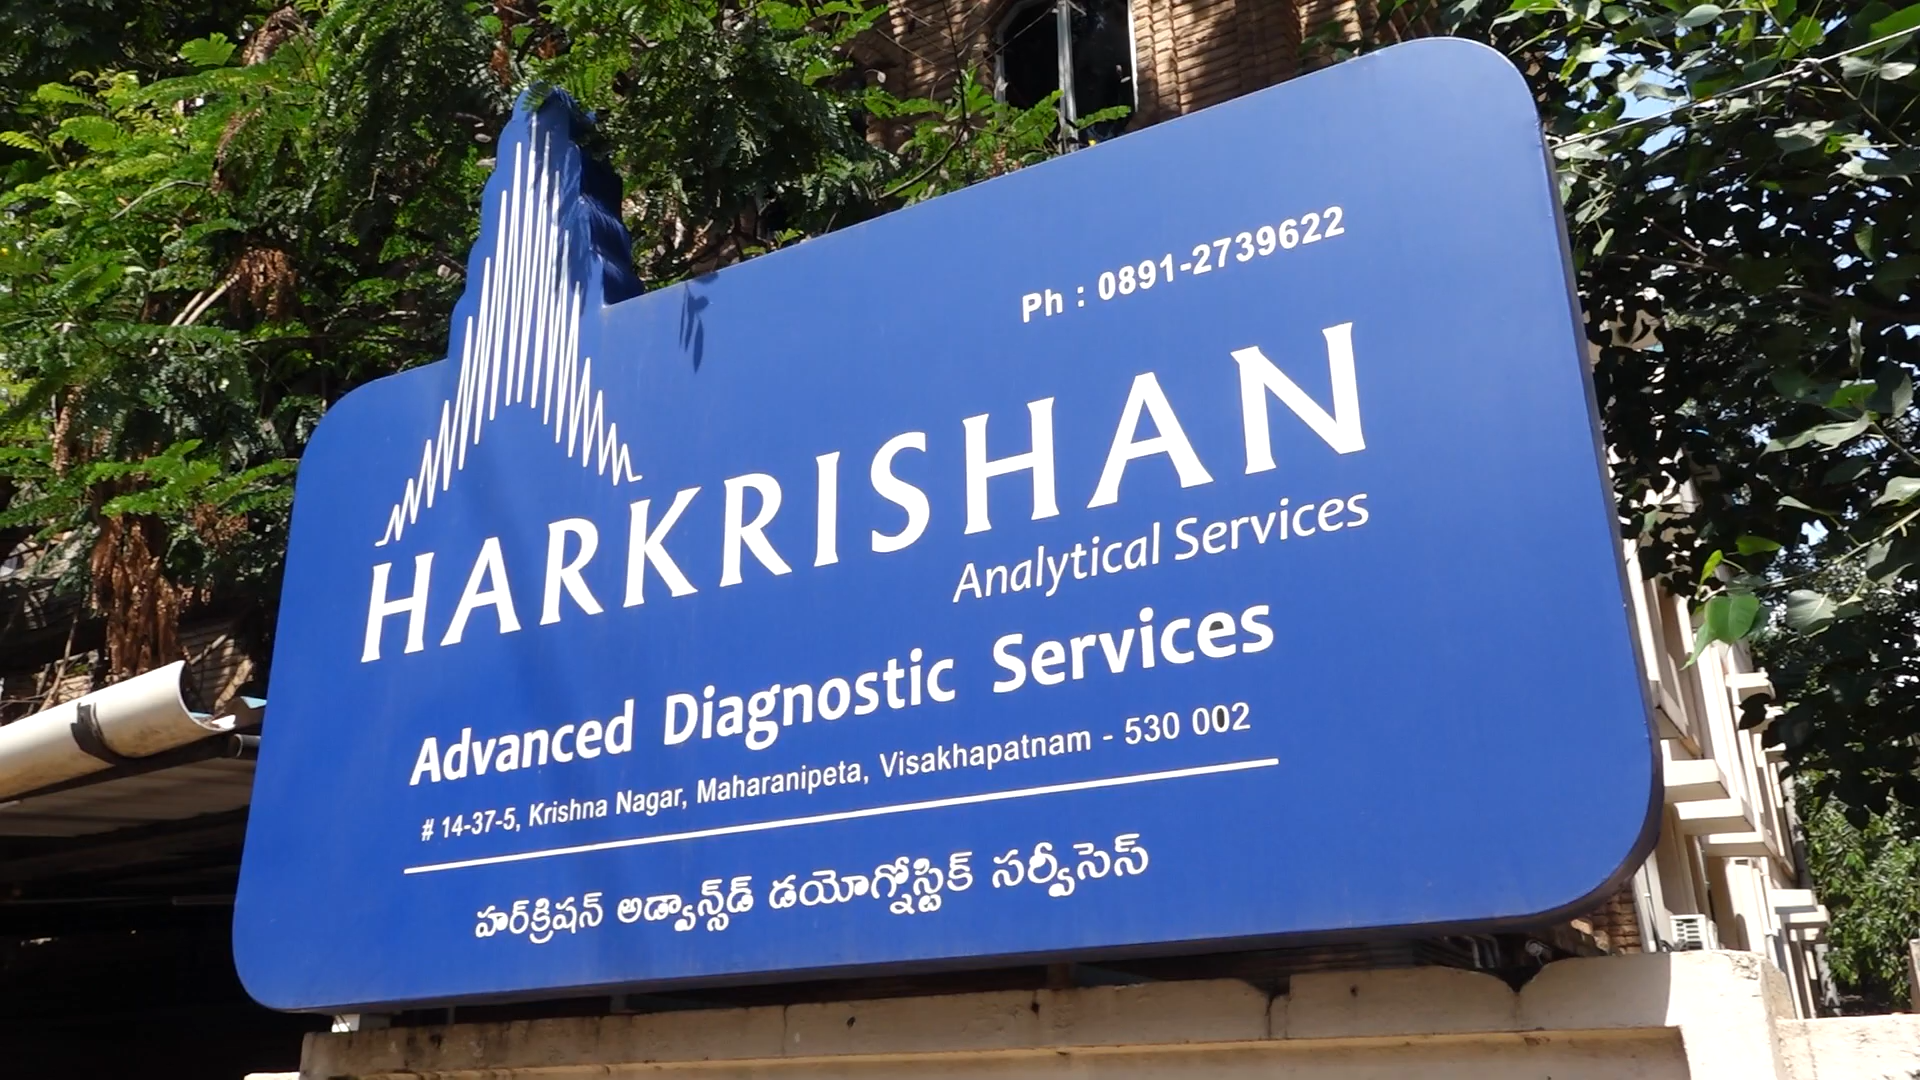 Ph : 0891-2739622
HARKRISHAN
Analytical Services
Advanced Diagnostic Services
# 14-37-5, Krishna Nagar, Maharanipeta, Visakhapatnam - 530 002
హర్‌క్రిషన్ అడ్వాన్స్‌డ్ డయోగ్నోస్టిక్ సర్వీసెస్